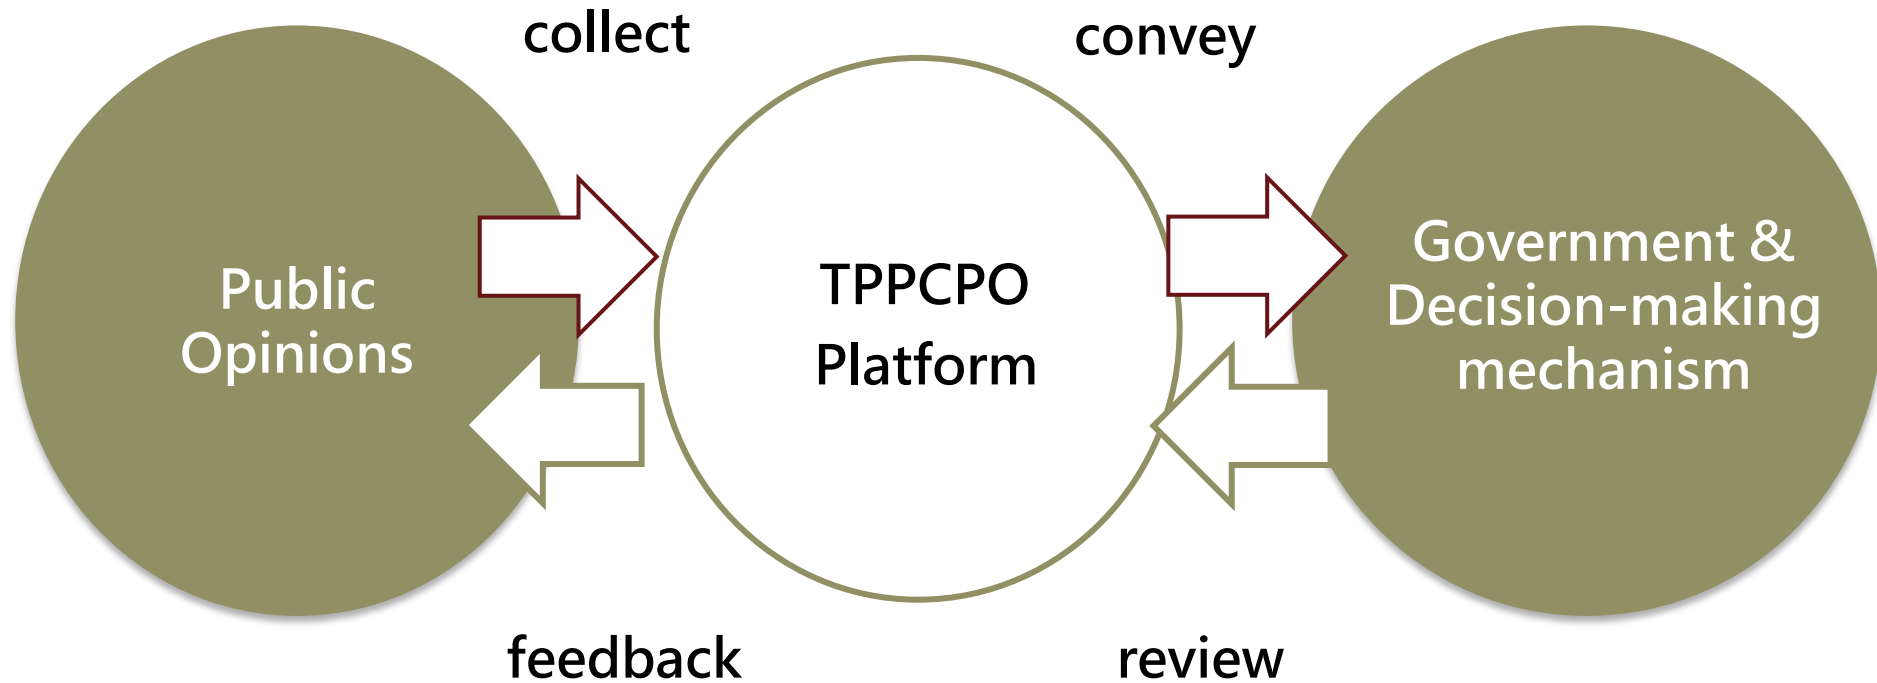 collect
convey
Public
Opinions
TPPCPO
Platform
Government &
Decision-making
mechanism
feedback
review